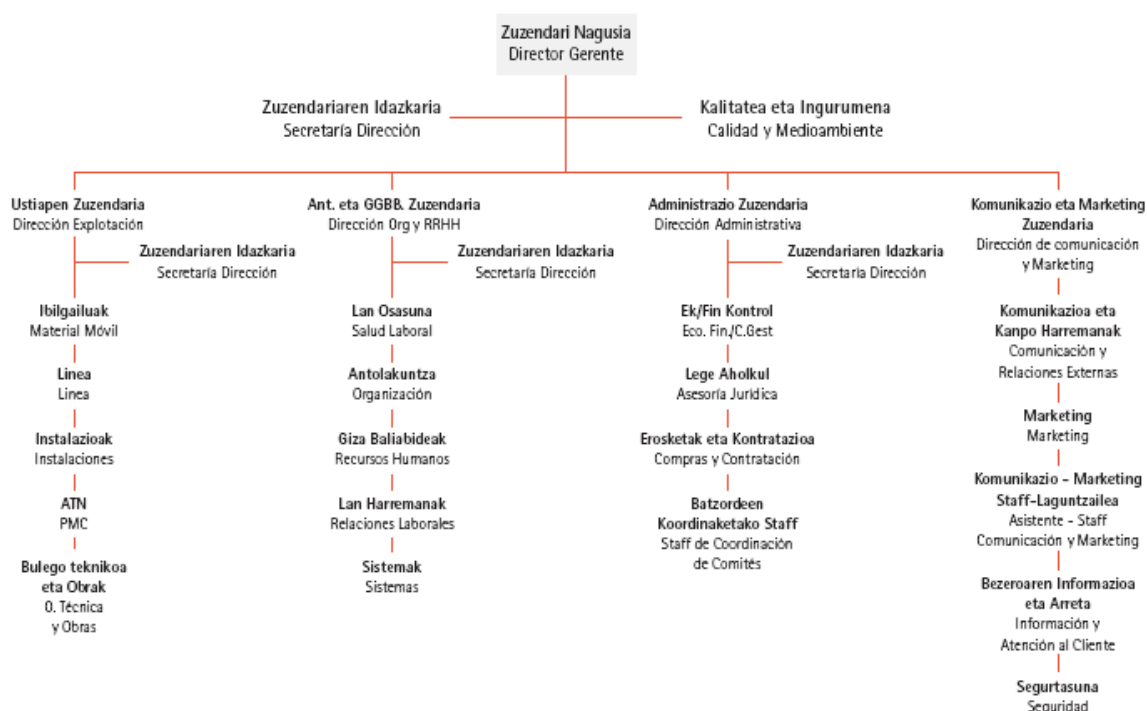 Zuzendari Nagusia
Director Gerente
Zuzendariaren Idazkaria
Secretaría Dirección
Kalitatea eta Ingurumena
Calidad y Medioambiente
Ustiapen Zuzendaria
Dirección Explotación
Zuzendariaren Idazkaria
Secretaría Dirección
Ibilgailuak
Material Móvil
Linea
Linea
Instalazioak
Instalaciones
ATN
PMC
Bulego teknikoa
eta Obrak
O. Técnica
y Obras
Ant. eta GGBB. Zuzendaria
Dirección Org y RRHH
Zuzendariaren Idazkaria
Secretaría Dirección
Lan Osasuna
Salud Laboral
Antolakuntza
Organización
Giza Baliabideak
Recursos Humanos
Lan Harremanak
Relaciones Laborales
Sistemak
Sistemas
Administrazio Zuzendaria
Dirección Administrativa
Zuzendariaren Idazkaria
Secretaría Dirección
Ek/Fin Kontrol
Eco. Fin./C.Gest
Lege Aholkul
Asesoría Jurídica
Erosketak eta Kontratazioa
Compras y Contratación
Batzordeen
Koordinaketako Staff
Staff de Coordinación
de Comités
Komunikazio eta Marketing
Zuzendaria
Dirección de comunicación
y Marketing
Komunikazioa eta
Kanpo Harremanak
Comunicación y
Relaciones Externas
Marketing
Marketing
Komunikazio - Marketing
Staff-Laguntzailea
Asistente - Staff
Comunicación y Marketing
Bezeroaren Informazioa
eta Arreta
Información y
Atención al Cliente
Segurtasuna
Seguridad